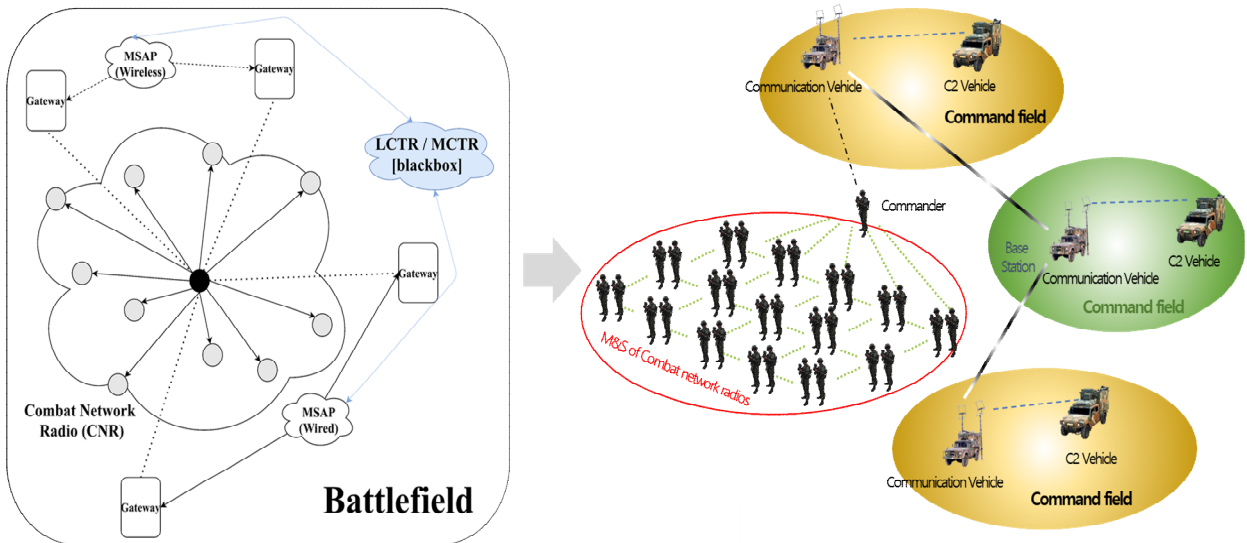 MSAP
(Wireless)
Gateway
Gateway
LCTR / MCTR
[blackbox]
Gateway
Combat Network
Radio (CNR)
MSAP
(Wired)
Gateway
Battlefield
Communication Vehicle
C2 Vehicle
Command field
Commander
M&S of Combat network radios
Base
Station
Communication Vehicle
C2 Vehicle
Command field
Communication Vehicle
C2 Vehicle
Command field